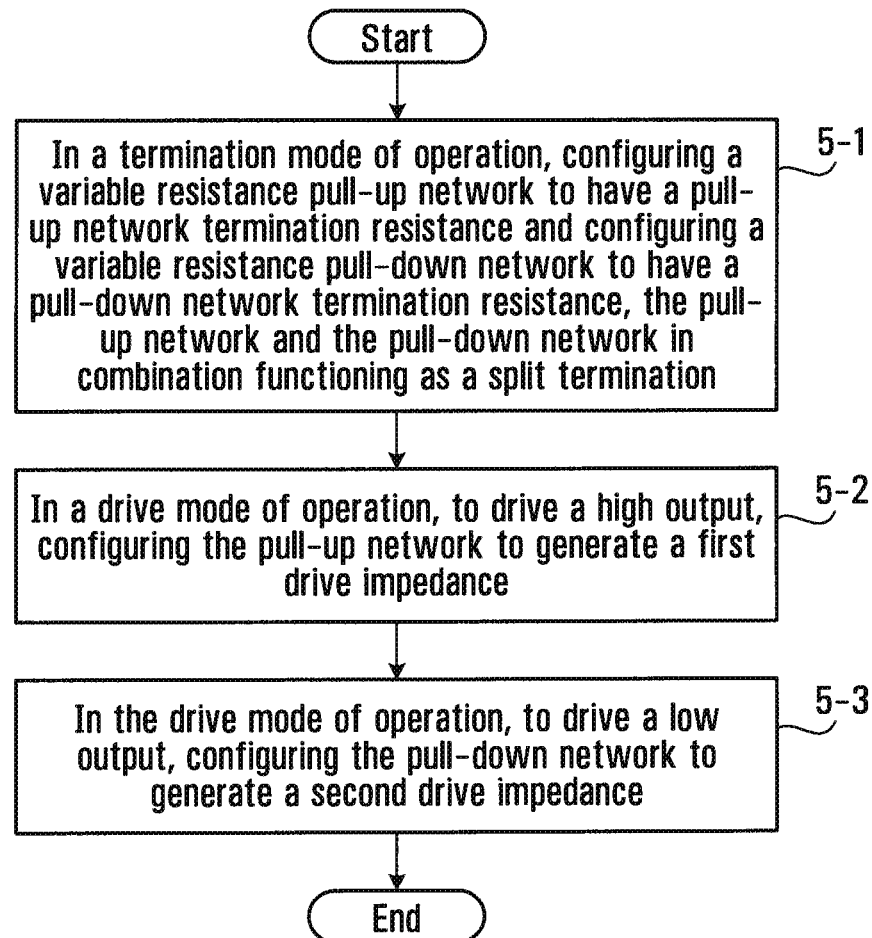 Start
In a termination mode of operation, configuring a
variable resistance pull-up network to have a pull-
up network termination resistance and configuring a
variable resistance pull-down network to have a
pull-down network termination resistance, the pull-
up network and the pull-down network in
combination functioning as a split termination
5-1
In a drive mode of operation, to drive a high output,
configuring the pull-up network to generate a first
drive impedance
5-2
In the drive mode of operation, to drive a low
output, configuring the pull-down network to
generate a second drive impedance
5-3
End